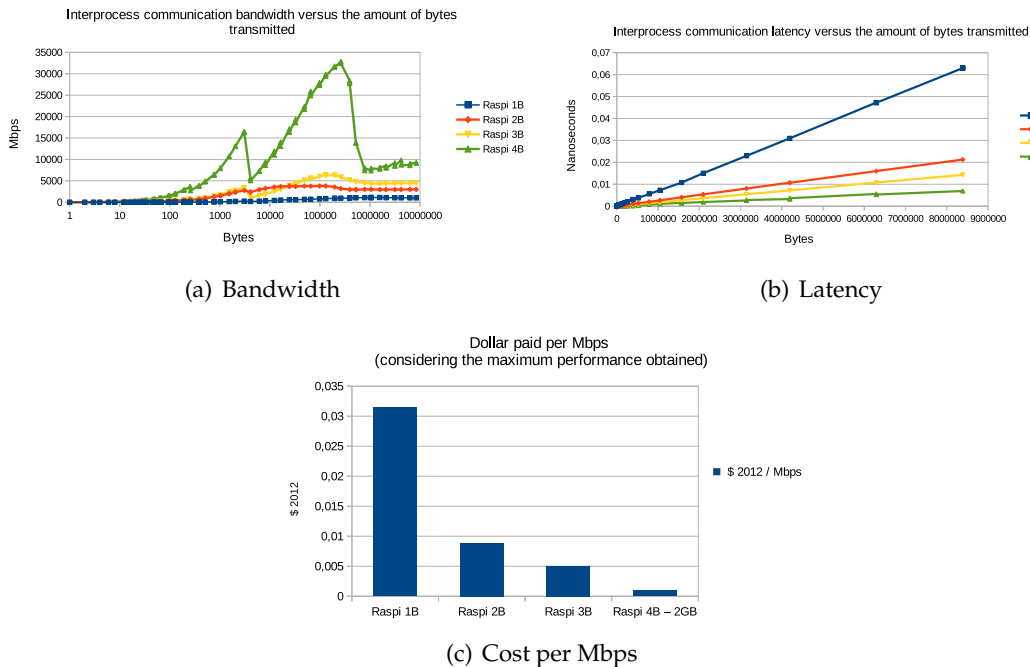 Interprocess communication bandwidth versus the amount of bytes
transmitted
35000
30000
25000
20000
15000
10000
5000
0
Mbps
1
10
100
1000
10000
100000
1000000
10000000
Bytes
Raspi 1B
Raspi 2B
Raspi 3B
Raspi 4B
(a) Bandwidth
Interprocess communication latency versus the amount of bytes transmitted
0,07
0,06
0,05
0,04
0,03
0,02
0,01
0
Nanoseconds
0
1000000
2000000
3000000
4000000
5000000
6000000
7000000
8000000
9000000
Bytes
(b) Latency
Dollar paid per Mbps
(considering the maximum performance obtained)
0,035
0,03
0,025
0,02
0,015
0,01
0,005
0
$ 2012
Raspi 1B
Raspi 2B
Raspi 3B
Raspi 4B – 2GB
$ 2012 / Mbps
(c) Cost per Mbps